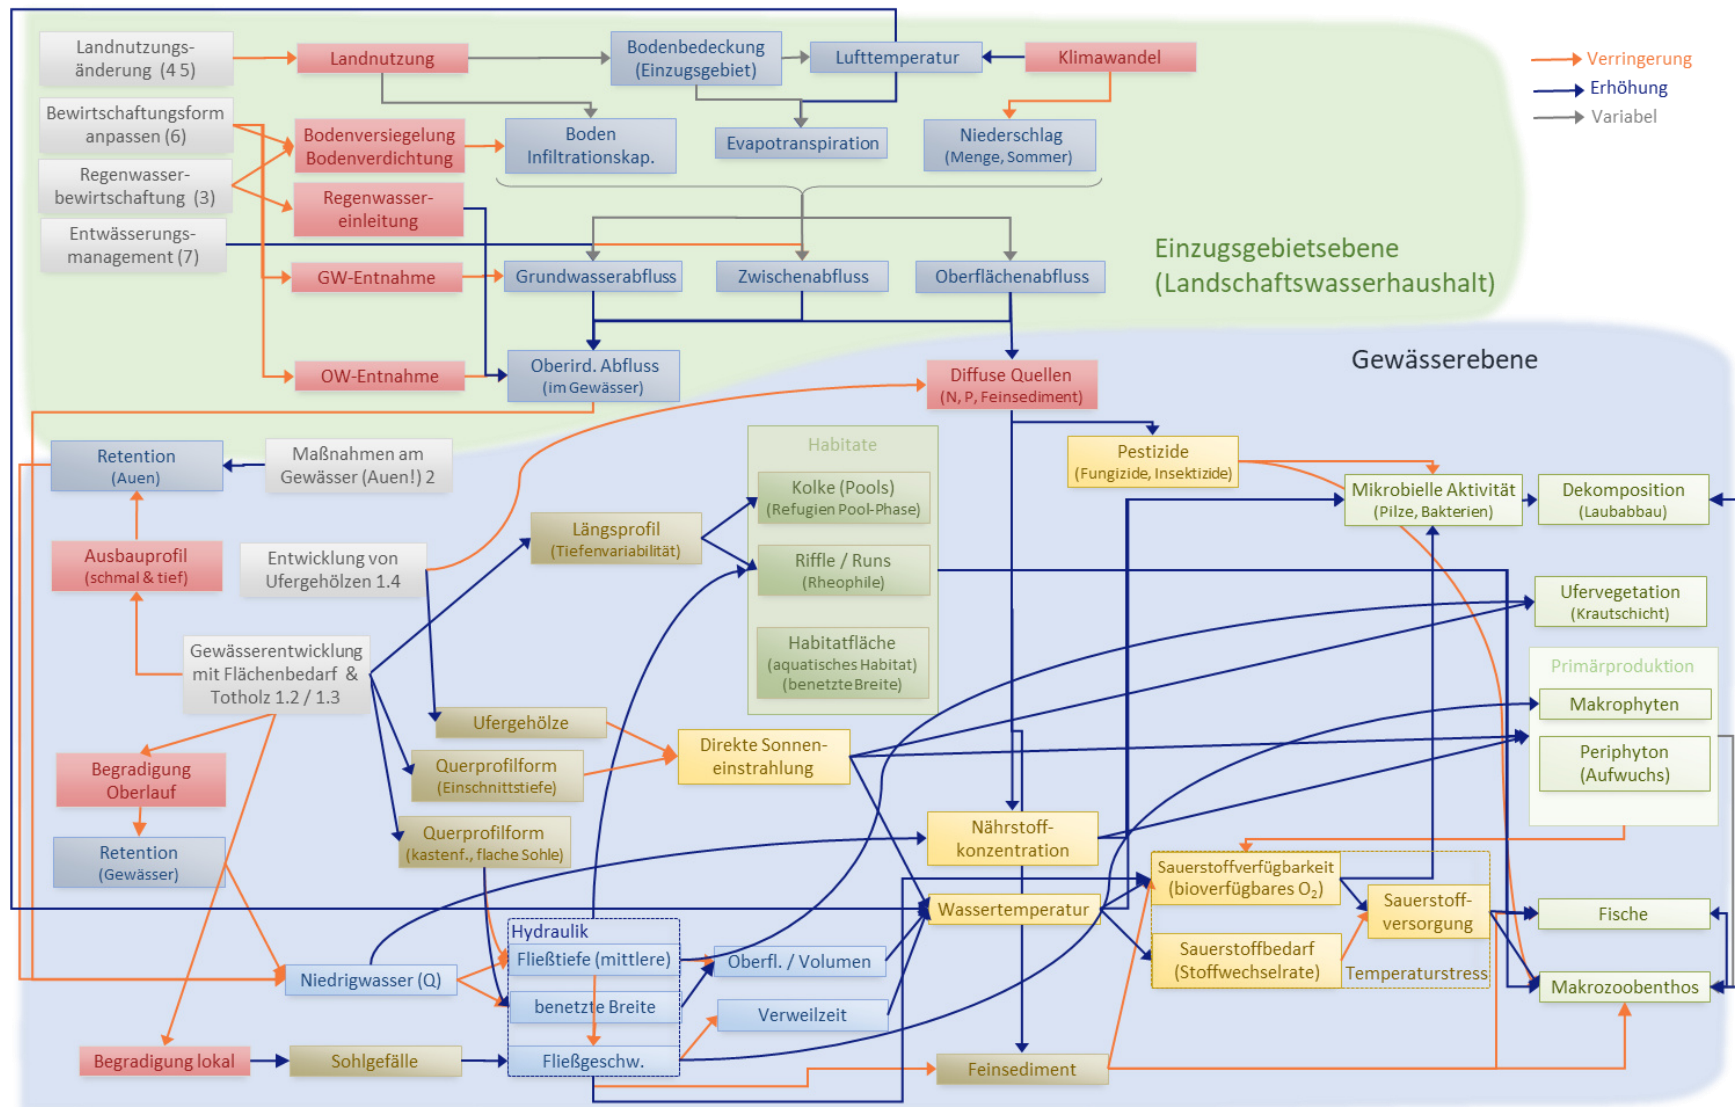 Landnutzungs-
änderung (4 5)
Landnutzung
Bodenbedeckung
(Einzugsgebiet)
Lufttemperatur
Klimawandel
Verringerung
Erhöhung
Variabel
Bewirtschaftungsform
anpassen (6)
Bodenversiegelung
Bodenverdichtung
Boden
Infiltrationskap.
Evapotranspiration
Niederschlag
(Menge, Sommer)
Regenwasser-
bewirtschaftung (3)
Regenwasser-
einleitung
Entwässerungs-
management (7)
Einzugsgebietsebene
(Landschaftswasserhaushalt)
GW-Entnahme
Grundwasserabfluss
Zwischenabfluss
Oberflächenabfluss
OW-Entnahme
Oberird. Abfluss
(im Gewässer)
Diffuse Quellen
(N, P, Feinsediment)
Gewässerebene
Retention
(Auen)
Maßnahmen am
Gewässer (Auen!) 2
Habitate
Kolke (Pools)
(Refugien Pool-Phase)
Pestizide
(Fungizide, Insektizide)
Mikrobielle Aktivität
(Pilze, Bakterien)
Dekomposition
(Laubabbau)
Längsprofil
(Tiefenvariabilität)
Ausbauprofil
(schmal & tief)
Entwicklung von
Ufergehölzen 1.4
Riffle / Runs
(Rheophile)
Ufervegetation
(Krautschicht)
Gewässerentwicklung
mit Flächenbedarf &
Totholz 1.2 / 1.3
Habitatfläche
(aquatisches Habitat)
(benetzte Breite)
Primärproduktion
Makrophyten
Periphyton
(Aufwuchs)
Ufergehölze
Direkte Sonnen-
einstrahlung
Begradigung
Oberlauf
Querprofilform
(Einschnittstiefe)
Querprofilform
(kastenf., flache Sohle)
Nährstoff-
konzentration
Retention
(Gewässer)
Sauerstoffverfügbarkeit
(bioverfügbares O₂)
Sauerstoff-
versorgung
Wassertemperatur
Fische
Hydraulik
Fließtiefe (mittlere)
Oberfl. / Volumen
Sauerstoffbedarf
(Stoffwechselrate)
Temperaturstress
Niedrigwasser (Q)
benetzte Breite
Verweilzeit
Makrozoobenthos
Begradigung lokal
Sohlgefälle
Fließgeschw.
Feinsediment